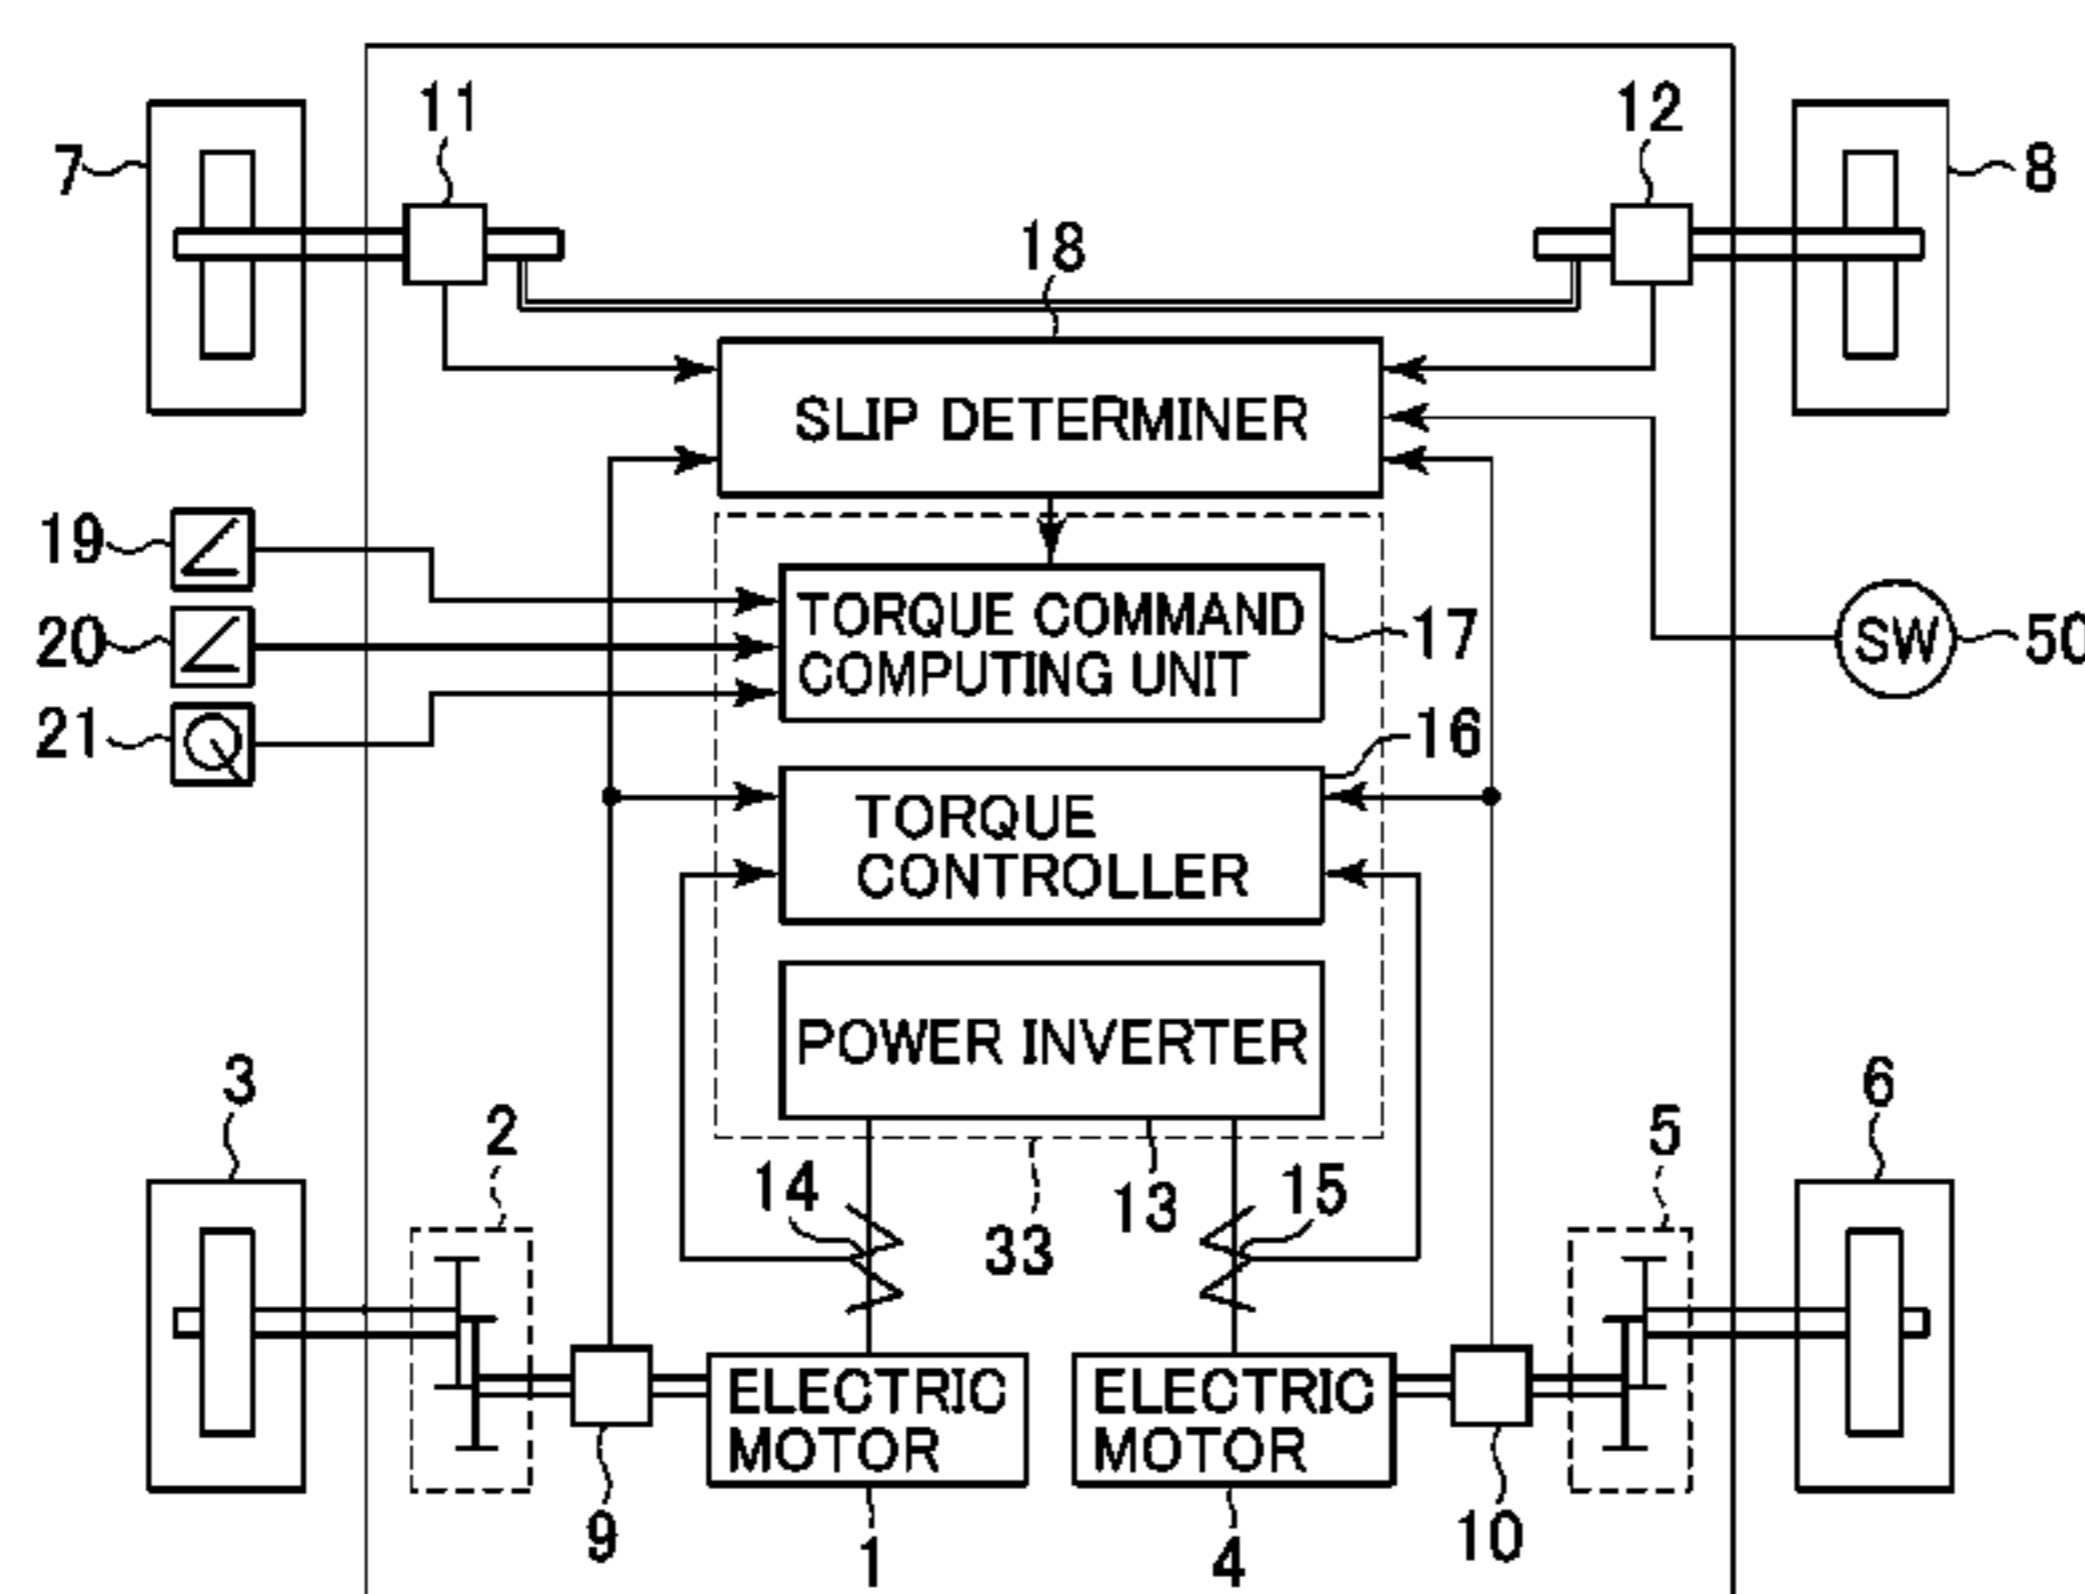 11
12
7
8
18
SLIP DETERMINER
19
20
21
TORQUE COMMAND
COMPUTING UNIT
17
SW
50
16
TORQUE
CONTROLLER
POWER INVERTER
3
2
14
33
13
15
5
6
ELECTRIC
MOTOR
ELECTRIC
MOTOR
9
1
4
10